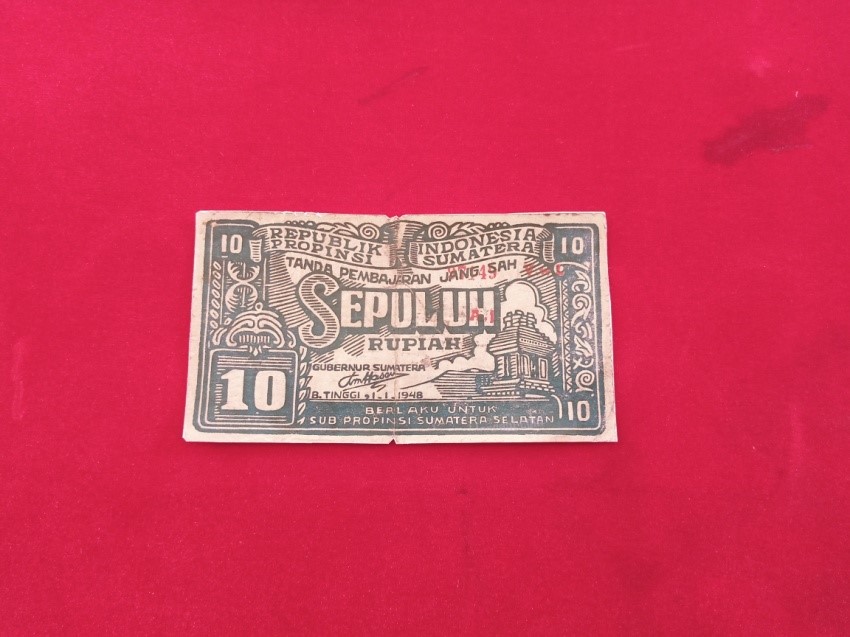 10 REPUBLIK INDONESIA 10
PROPINSI SUMATERA
TANDA PEMBAJARAN JANG SAH
SEPULUH
A.1
RUPIAH
GUBERNUR SUMATERA
B. TINGGI, 1.1.1948
10 BERLAKU UNTUK 10
SUB PROPINSI SUMATERA SELATAN